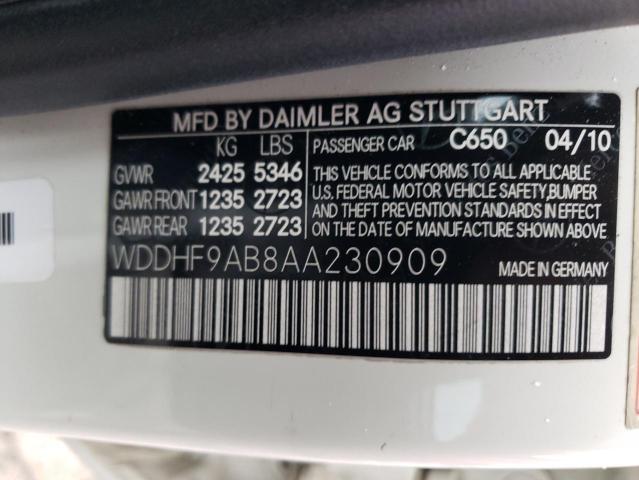 MFD BY DAIMLER AG STUTTGART
KG LBS
GVWR 2425 5346
GAWR FRONT 1235 2723
GAWR REAR 1235 2723
PASSENGER CAR C650 04/10
THIS VEHICLE CONFORMS TO ALL APPLICABLE
U.S. FEDERAL MOTOR VEHICLE SAFETY, BUMPER
AND THEFT PREVENTION STANDARDS IN EFFECT
ON THE DATE OF MANUFACTURE SHOWN ABOVE.
WDDHF9AB8AA230909 MADE IN GERMANY